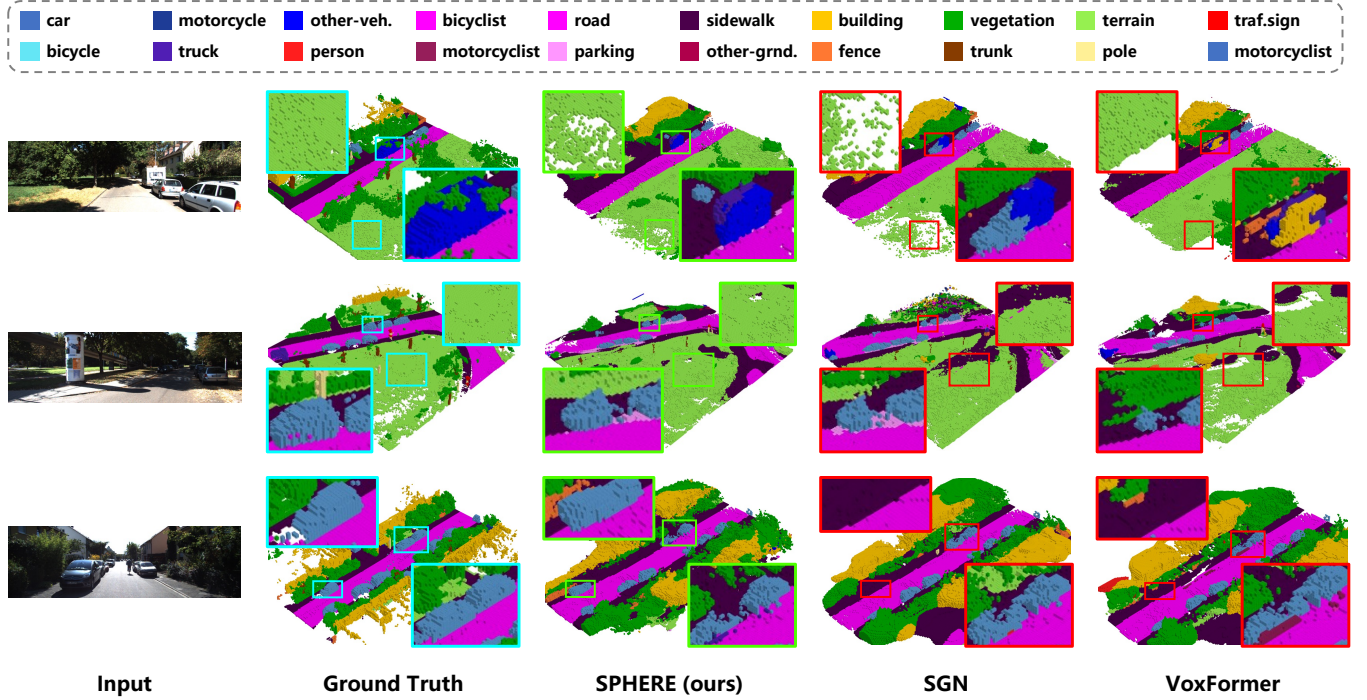 car motorcycle other-veh. bicyclist road sidewalk building vegetation terrain traf.sign
bicycle truck person motorcyclist parking other-grnd. fence trunk pole motorcyclist
Input Ground Truth SPHERE (ours) SGN VoxFormer